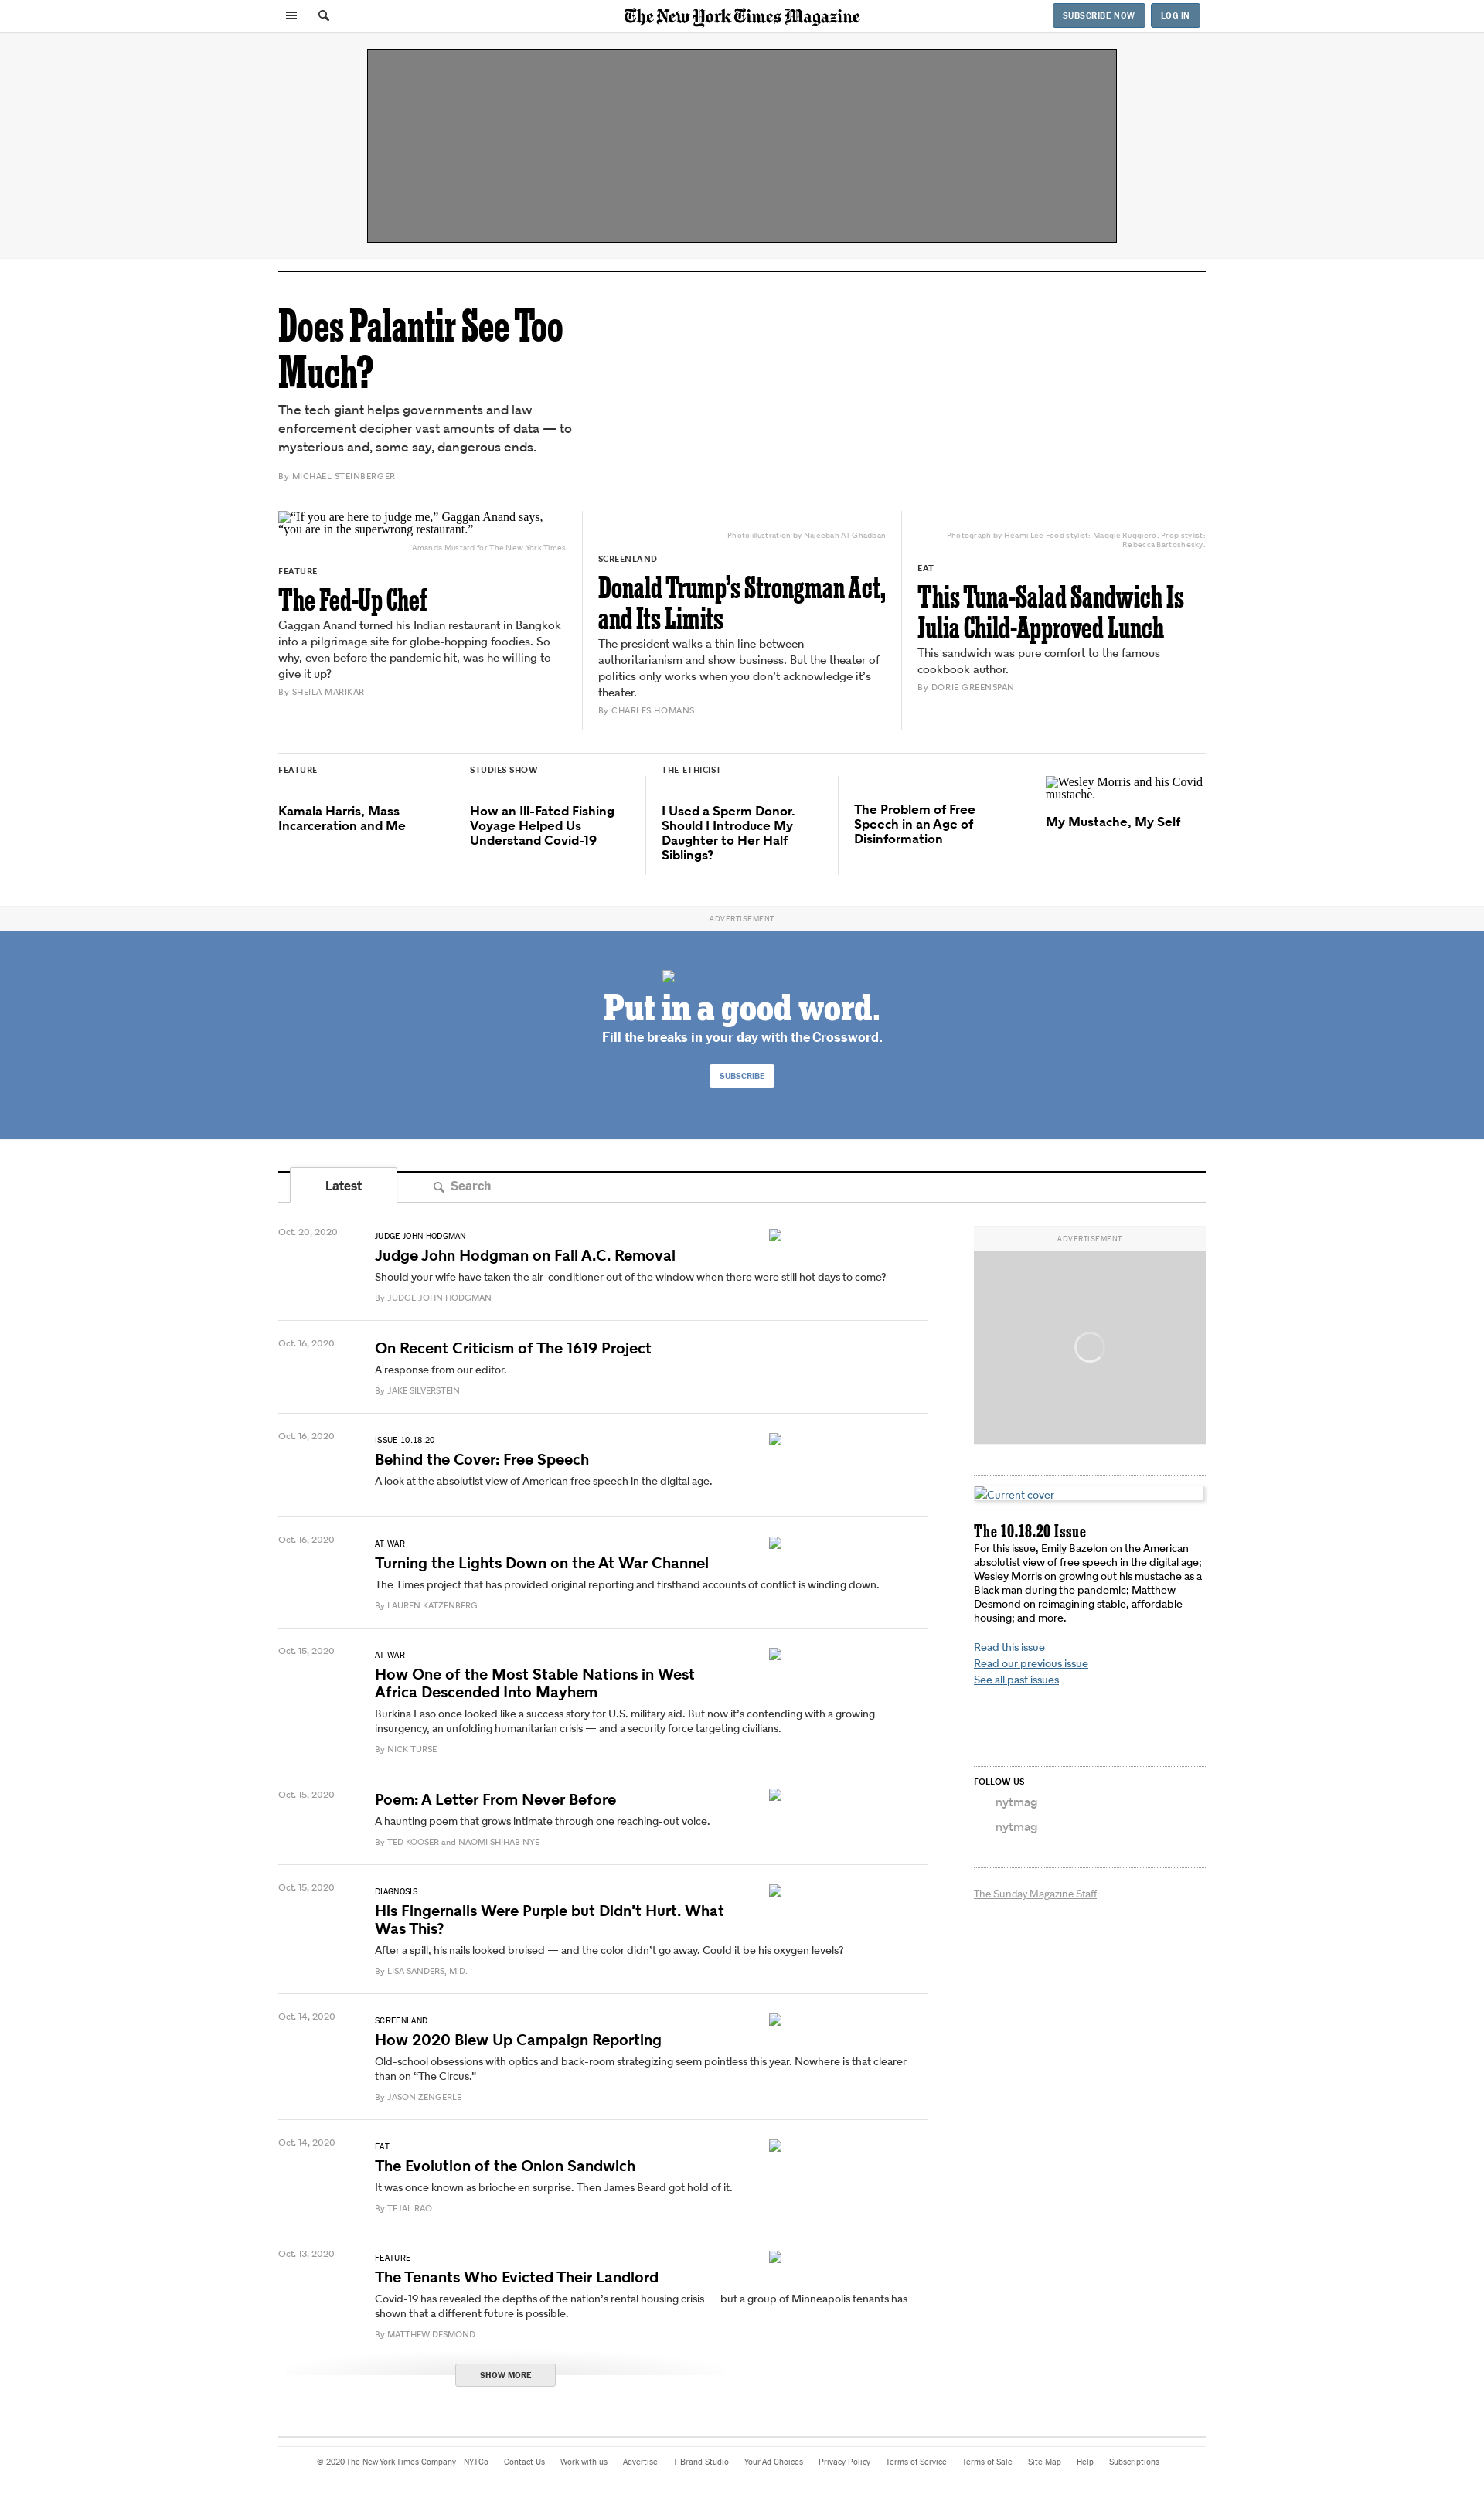 The New York Times Magazine
SUBSCRIBE NOW
LOG IN
Does Palantir See Too
Much?
The tech giant helps governments and law
enforcement decipher vast amounts of data — to
mysterious and, some say, dangerous ends.
By MICHAEL STEINBERGER
“If you are here to judge me,” Gaggan Anand says,
“you are in the superwrong restaurant.”
Amanda Mustard for The New York Times
FEATURE
The Fed-Up Chef
Gaggan Anand turned his Indian restaurant in Bangkok
into a pilgrimage site for globe-hopping foodies. So
why, even before the pandemic hit, was he willing to
give it up?
By SHEILA MARIKAR
Photo illustration by Najeebah Al-Ghadban
SCREENLAND
Donald Trump’s Strongman Act,
and Its Limits
The president walks a thin line between
authoritarianism and show business. But the theater of
politics only works when you don’t acknowledge it’s
theater.
By CHARLES HOMANS
Photograph by Heami Lee Food stylist: Maggie Ruggiero. Prop stylist:
Rebecca Bartoshesky.
EAT
This Tuna-Salad Sandwich Is
Julia Child-Approved Lunch
This sandwich was pure comfort to the famous
cookbook author.
By DORIE GREENSPAN
FEATURE
Kamala Harris, Mass
Incarceration and Me
STUDIES SHOW
How an Ill-Fated Fishing
Voyage Helped Us
Understand Covid-19
THE ETHICIST
I Used a Sperm Donor.
Should I Introduce My
Daughter to Her Half
Siblings?
The Problem of Free
Speech in an Age of
Disinformation
Wesley Morris and his Covid
mustache.
My Mustache, My Self
ADVERTISEMENT
Put in a good word.
Fill the breaks in your day with the Crossword.
SUBSCRIBE
Latest
Search
Oct. 20, 2020
JUDGE JOHN HODGMAN
Judge John Hodgman on Fall A.C. Removal
Should your wife have taken the air-conditioner out of the window when there were still hot days to come?
By JUDGE JOHN HODGMAN
Oct. 16, 2020
On Recent Criticism of The 1619 Project
A response from our editor.
By JAKE SILVERSTEIN
Oct. 16, 2020
ISSUE 10.18.20
Behind the Cover: Free Speech
A look at the absolutist view of American free speech in the digital age.
Oct. 16, 2020
AT WAR
Turning the Lights Down on the At War Channel
The Times project that has provided original reporting and firsthand accounts of conflict is winding down.
By LAUREN KATZENBERG
Oct. 15, 2020
AT WAR
How One of the Most Stable Nations in West
Africa Descended Into Mayhem
Burkina Faso once looked like a success story for U.S. military aid. But now it’s contending with a growing
insurgency, an unfolding humanitarian crisis — and a security force targeting civilians.
By NICK TURSE
Oct. 15, 2020
Poem: A Letter From Never Before
A haunting poem that grows intimate through one reaching-out voice.
By TED KOOSER and NAOMI SHIHAB NYE
Oct. 15, 2020
DIAGNOSIS
His Fingernails Were Purple but Didn’t Hurt. What
Was This?
After a spill, his nails looked bruised — and the color didn’t go away. Could it be his oxygen levels?
By LISA SANDERS, M.D.
Oct. 14, 2020
SCREENLAND
How 2020 Blew Up Campaign Reporting
Old-school obsessions with optics and back-room strategizing seem pointless this year. Nowhere is that clearer
than on “The Circus.”
By JASON ZENGERLE
Oct. 14, 2020
EAT
The Evolution of the Onion Sandwich
It was once known as brioche en surprise. Then James Beard got hold of it.
By TEJAL RAO
Oct. 13, 2020
FEATURE
The Tenants Who Evicted Their Landlord
Covid-19 has revealed the depths of the nation’s rental housing crisis — but a group of Minneapolis tenants has
shown that a different future is possible.
By MATTHEW DESMOND
SHOW MORE
ADVERTISEMENT
Current cover
The 10.18.20 Issue
For this issue, Emily Bazelon on the American
absolutist view of free speech in the digital age;
Wesley Morris on growing out his mustache as a
Black man during the pandemic; Matthew
Desmond on reimagining stable, affordable
housing; and more.
Read this issue
Read our previous issue
See all past issues
FOLLOW US
nytmag
nytmag
The Sunday Magazine Staff
© 2020 The New York Times Company
NYTCo
Contact Us
Work with us
Advertise
T Brand Studio
Your Ad Choices
Privacy Policy
Terms of Service
Terms of Sale
Site Map
Help
Subscriptions